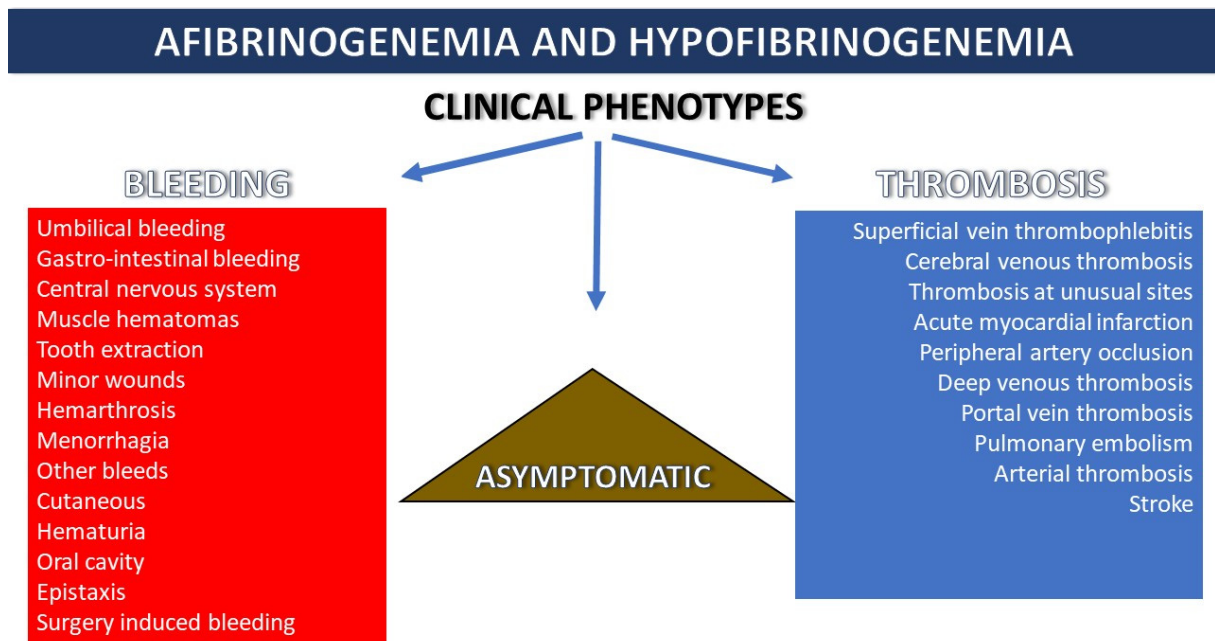 AFIBRINOGENEMIA AND HYPOFIBRINOGENEMIA
CLINICAL PHENOTYPES
BLEEDING
Umbilical bleeding
Gastro-intestinal bleeding
Central nervous system
Muscle hematomas
Tooth extraction
Minor wounds
Hemarthrosis
Menorrhagia
Other bleeds
Cutaneous
Hematuria
Oral cavity
Epistaxis
Surgery induced bleeding
ASYMPTOMATIC
THROMBOSIS
Superficial vein thrombophlebitis
Cerebral venous thrombosis
Thrombosis at unusual sites
Acute myocardial infarction
Peripheral artery occlusion
Deep venous thrombosis
Portal vein thrombosis
Pulmonary embolism
Arterial thrombosis
Stroke